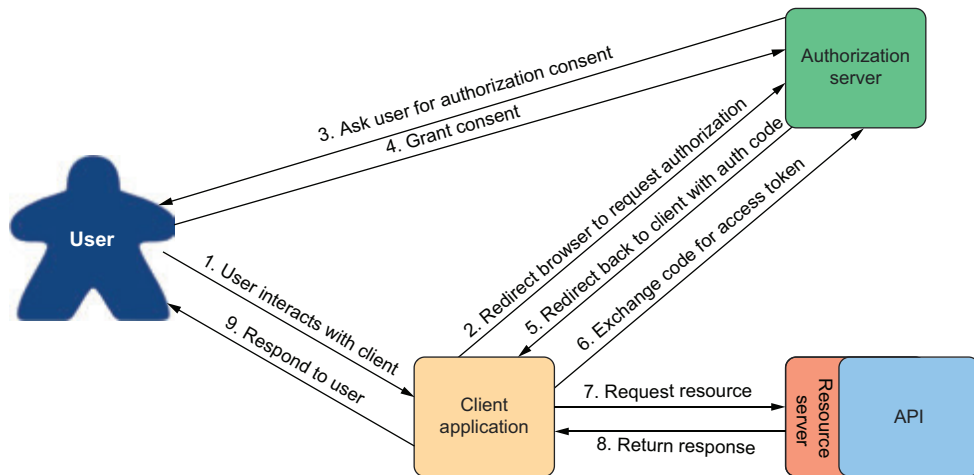 Authorization
server
3. Ask user for authorization consent
4. Grant consent
User
1. User interacts with client
2. Redirect browser to request authorization
5. Redirect back to client with auth code
6. Exchange code for access token
9. Respond to user
Client
application
7. Request resource
8. Return response
Resource
server
API